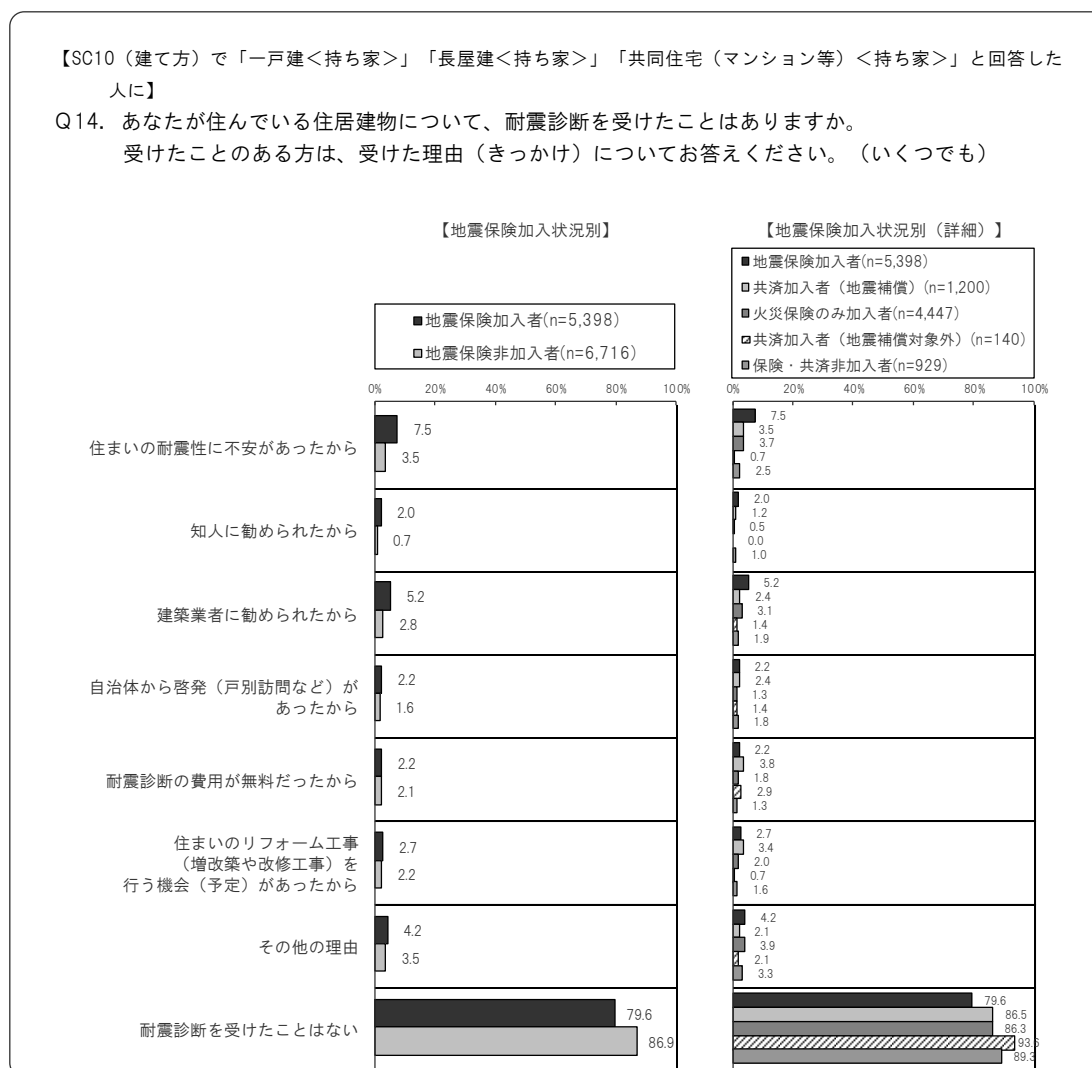 【SC10（建て方）で「一戸建<持ち家>」「長屋建<持ち家>」「共同住宅（マンション等）<持ち家>」と回答した
人に】
Q14. あなたが住んでいる住居建物について、耐震診断を受けたことはありますか。
受けたことのある方は、受けた理由（きっかけ）についてお答えください。（いくつでも）
【地震保険加入状況別】
地震保険加入者(n=5,398)
地震保険非加入者(n=6,716)
【地震保険加入状況別（詳細）】
地震保険加入者(n=5,398)
共済加入者（地震補償）(n=1,200)
火災保険のみ加入者(n=4,447)
共済加入者（地震補償対象外）(n=140)
保険・共済非加入者(n=929)
0% 20% 40% 60% 80% 100%
0% 20% 40% 60% 80% 100%
住まいの耐震性に不安があったから
7.5
3.5
7.5
3.5
3.7
0.7
2.5
知人に勧められたから
2.0
0.7
2.0
1.2
0.5
0.0
1.0
建築業者に勧められたから
5.2
2.8
5.2
2.4
3.1
1.4
1.9
自治体から啓発（戸別訪問など）が
あったから
2.2
1.6
2.2
2.4
1.3
1.4
1.8
耐震診断の費用が無料だったから
2.2
2.1
2.2
3.8
1.8
2.9
1.3
住まいのリフォーム工事
（増改築や改修工事）を
行う機会（予定）があったから
2.7
2.2
2.7
3.4
2.0
0.7
1.6
その他の理由
4.2
3.5
4.2
2.1
3.9
2.1
3.3
耐震診断を受けたことはない
79.6
86.9
79.6
86.5
86.3
93.6
89.3